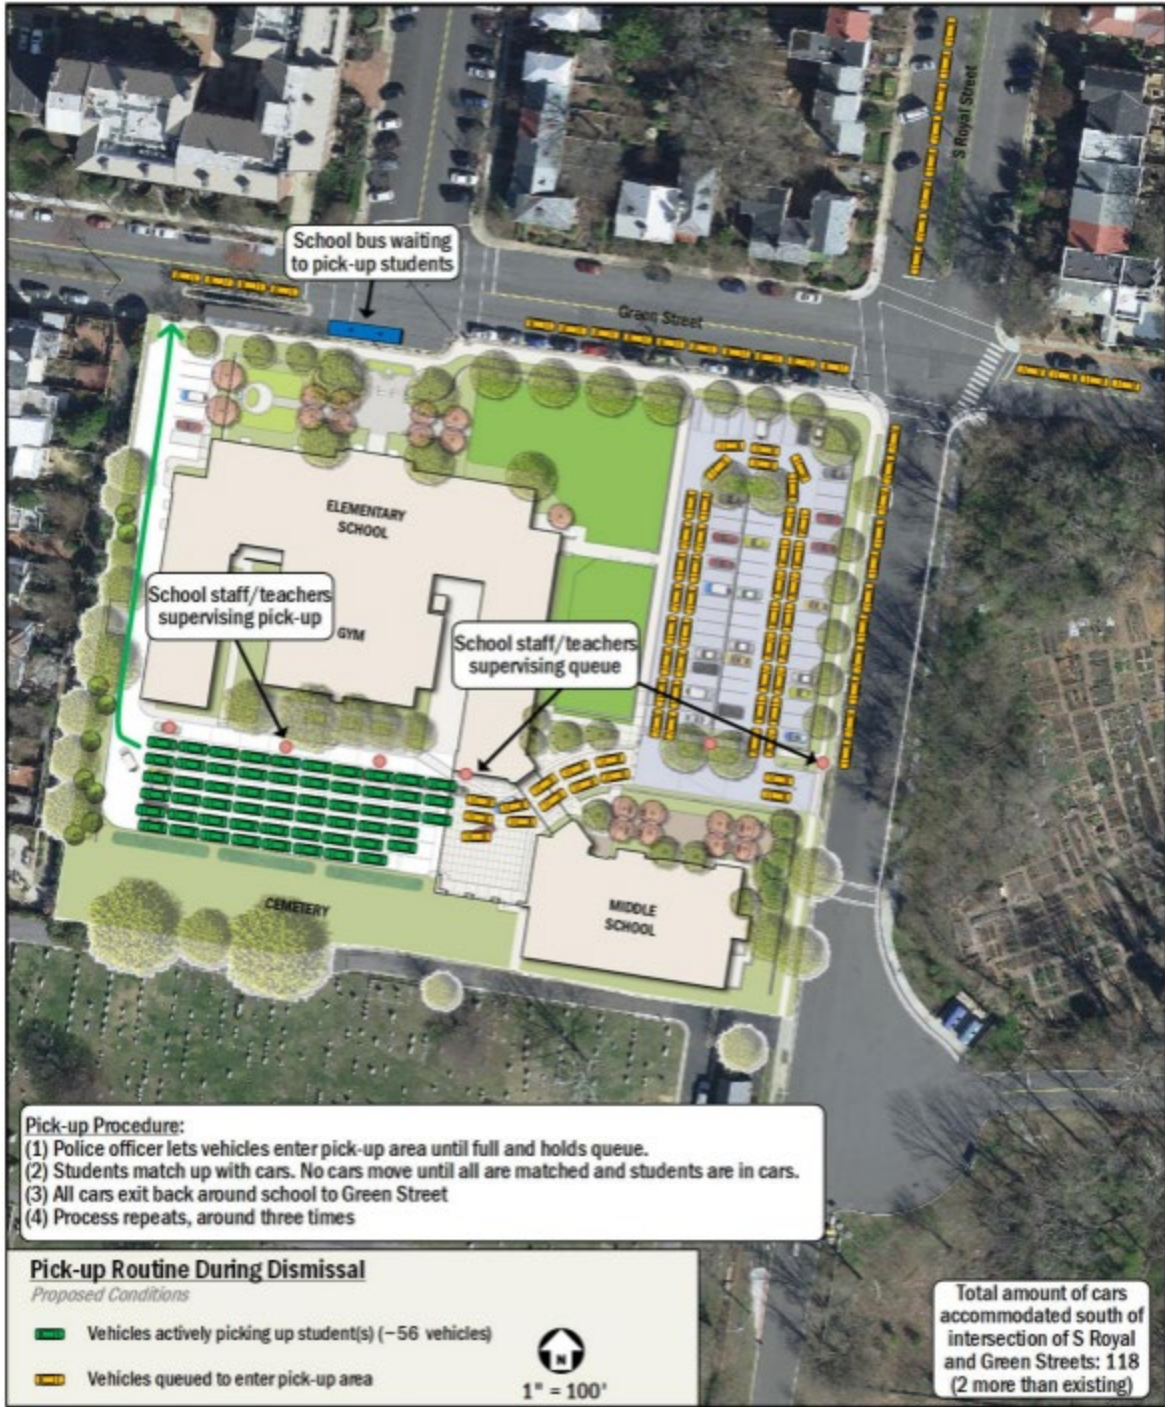 S Royal Street
School bus waiting
to pick-up students
Green Street
ELEMENTARY
SCHOOL
School staff/teachers
supervising pick-up
GYM
School staff/teachers
supervising queue
CEMETERY
MIDDLE
SCHOOL
Pick-up Procedure:
(1) Police officer lets vehicles enter pick-up area until full and holds queue.
(2) Students match up with cars. No cars move until all are matched and students are in cars.
(3) All cars exit back around school to Green Street
(4) Process repeats, around three times
Pick-up Routine During Dismissal
Proposed Conditions
Vehicles actively picking up student(s) (~56 vehicles)
Vehicles queued to enter pick-up area
N
1" = 100'
Total amount of cars
accommodated south of
intersection of S Royal
and Green Streets: 118
(2 more than existing)